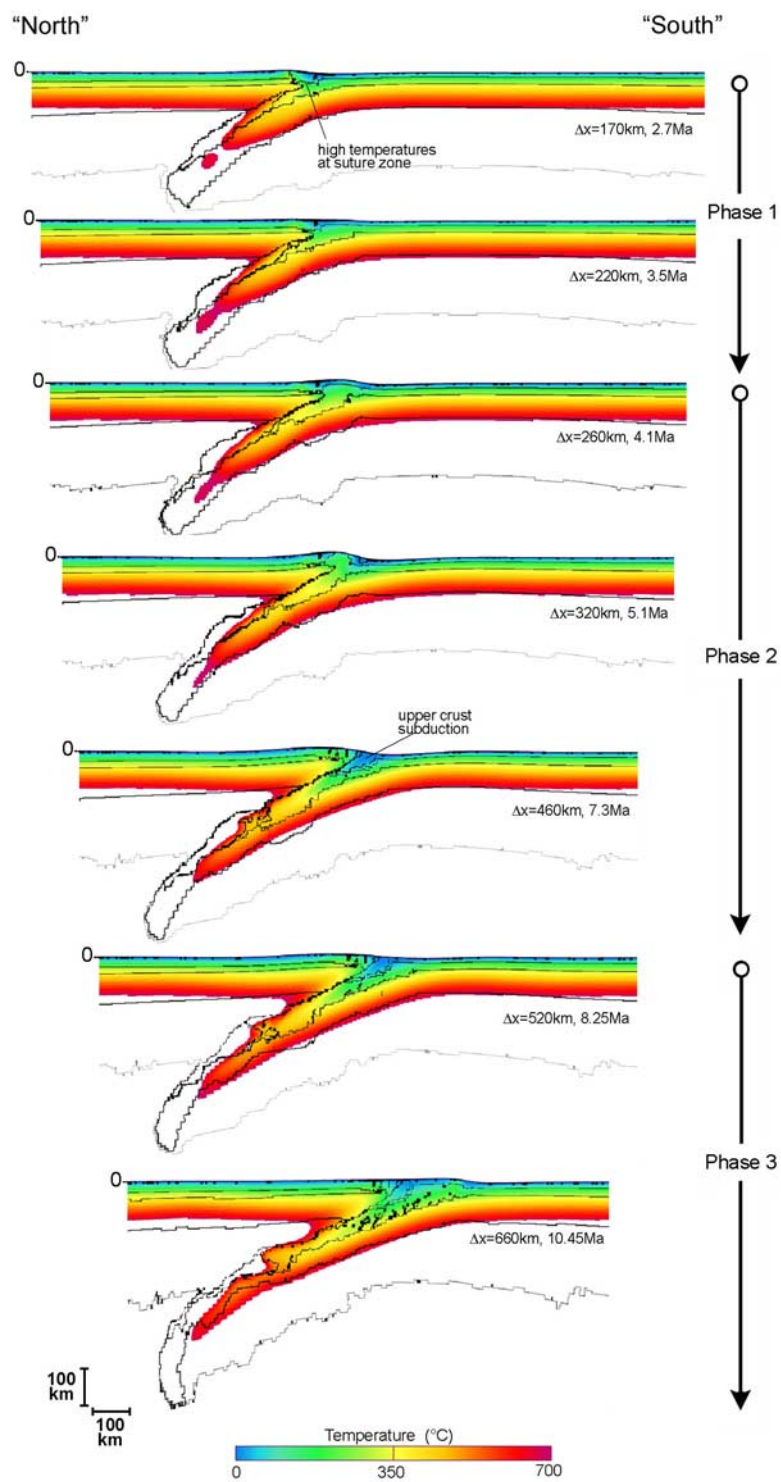 “North”
“South”
0
Δx=170km, 2.7Ma
high temperatures
at suture zone
Phase 1
0
Δx=220km, 3.5Ma
0
Δx=260km, 4.1Ma
0
Δx=320km, 5.1Ma
Phase 2
upper crust
subduction
0
Δx=460km, 7.3Ma
0
Δx=520km, 8.25Ma
Phase 3
0
Δx=660km, 10.45Ma
100
km
100
km
Temperature (°C)
0 350 700